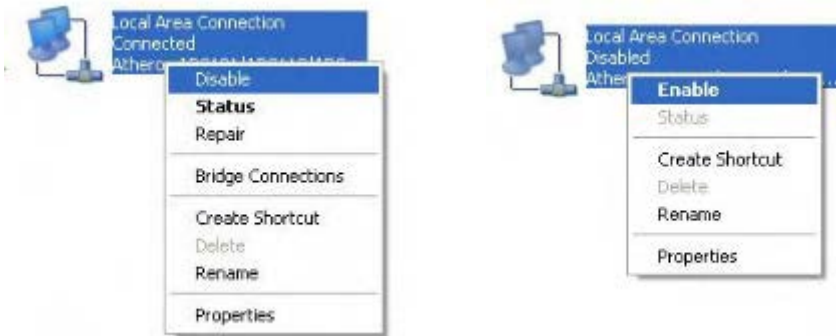 Local Area Connection
Connected
Disable
Status
Repair
Bridge Connections
Create Shortcut
Delete
Rename
Properties
Local Area Connection
Disabled
Enable
Status
Create Shortcut
Delete
Rename
Properties